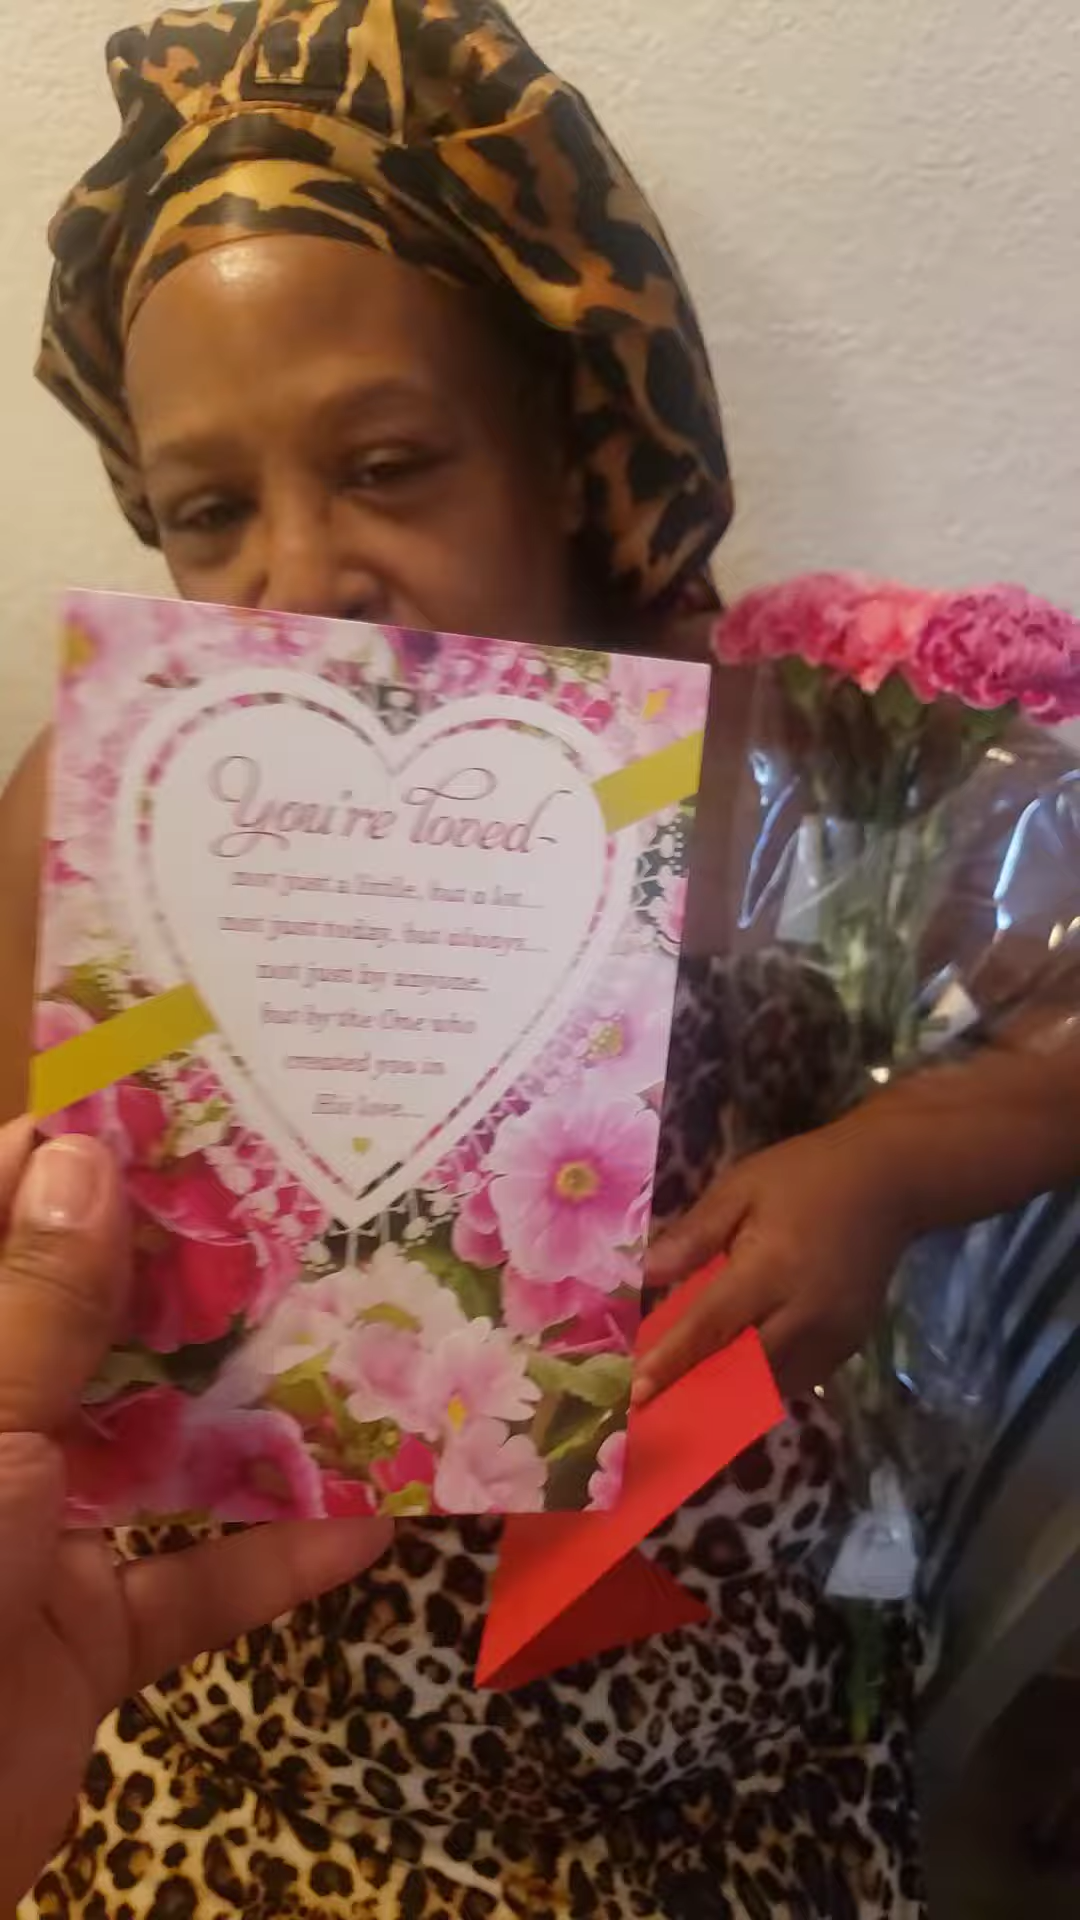 You're loved-
not just a little, but a lot...
not just today, but always...
not just by anyone,
but by the One who
created you in
His love...